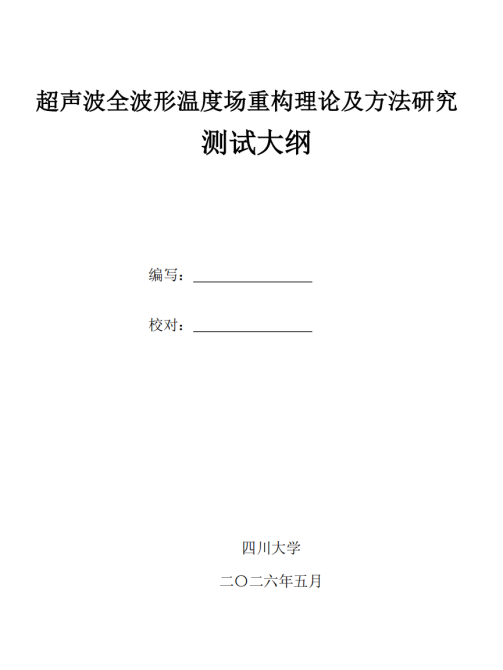 超声波全波形温度场重构理论及方法研究
测试大纲
编写：
校对：
四川大学
二〇二六年五月